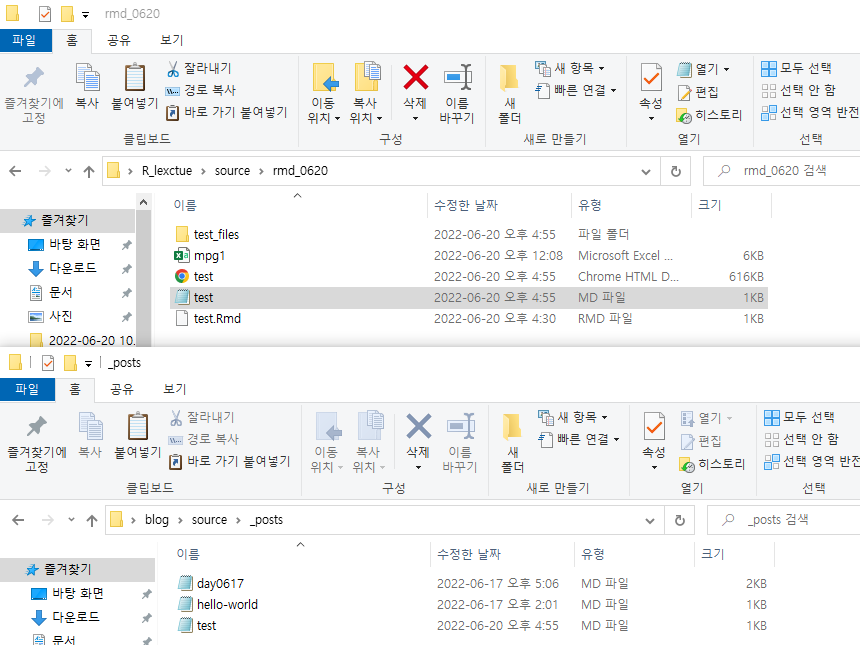 rmd_0620
파일 홈 공유 보기
즐겨찾기에 고정
복사
붙여넣기
잘라내기
경로 복사
바로 가기 붙여넣기
이동 위치
복사 위치
삭제
이름 바꾸기
새 폴더
새 항목
빠른 연결
속성
열기
편집
히스토리
모두 선택
선택 안 함
선택 영역 반전
클립보드 구성 새로 만들기 열기 선택
R_lexctue source rmd_0620 rmd_0620 검색
이름 수정한 날짜 유형 크기
즐겨찾기
바탕 화면
다운로드
문서
사진
2022-06-20 10.
test_files 2022-06-20 오후 4:55 파일 폴더
mpg1 2022-06-20 오후 12:08 Microsoft Excel ... 6KB
test 2022-06-20 오후 4:55 Chrome HTML D... 616KB
test 2022-06-20 오후 4:55 MD 파일 1KB
test.Rmd 2022-06-20 오후 4:30 RMD 파일 1KB
_posts
파일 홈 공유 보기
즐겨찾기에 고정
복사
붙여넣기
잘라내기
경로 복사
바로 가기 붙여넣기
이동 위치
복사 위치
삭제
이름 바꾸기
새 폴더
새 항목
빠른 연결
속성
열기
편집
히스토리
모두 선택
선택 안 함
선택 영역 반전
클립보드 구성 새로 만들기 열기 선택
blog source _posts _posts 검색
이름 수정한 날짜 유형 크기
즐겨찾기
바탕 화면
다운로드
문서
day0617 2022-06-17 오후 5:06 MD 파일 2KB
hello-world 2022-06-17 오후 2:01 MD 파일 1KB
test 2022-06-20 오후 4:55 MD 파일 1KB